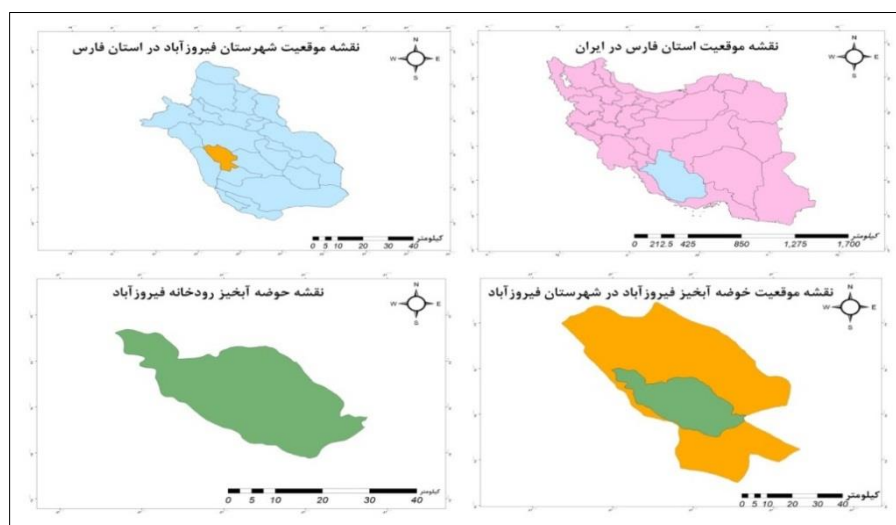 نقشه موقعیت استان فارس در ایران
N
W E
S
کیلومتر
0 212.5 425 850 1,275 1,700
نقشه موقعیت شهرستان فیروزآباد در استان فارس
N
W E
S
کیلومتر
0 5 10 20 30 40
نقشه موقعیت خوضه آبخیز فیروزآباد در شهرستان فیروزآباد
N
W E
S
کیلومتر
0 5 10 20 30 40
نقشه حوضه آبخیز رودخانه فیروزآباد
N
W E
S
کیلومتر
0 5 10 20 30 40